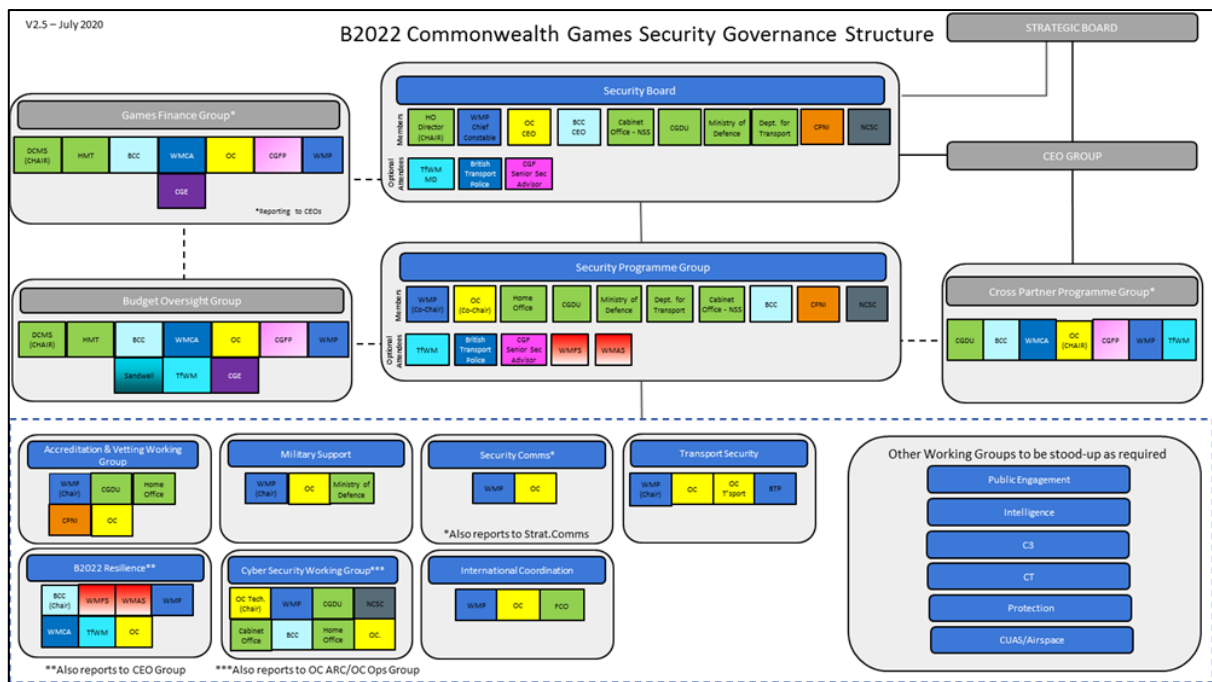 V2.5 – July 2020
B2022 Commonwealth Games Security Governance Structure
STRATEGIC BOARD
Security Board
Members
HO
Director
(CHAIR)
WMP
Chief
Constable
OC
CEO
BCC
CEO
Cabinet
Office - NSS
CGDU
Ministry of
Defence
Dept. for
Transport
CPNI
NCSC
Optional
Attendees
TfWM
MD
British
Transport
Police
CGF
Senior Sec
Advisor
Games Finance Group*
DCMS
(CHAIR)
HMT
BCC
WMCA
OC
CGFP
WMP
CGE
*Reporting to CEOs
CEO GROUP
Security Programme Group
Members
WMP
(Co-Chair)
OC
(Co-Chair)
Home
Office
CGDU
Ministry of
Defence
Dept. for
Transport
Cabinet
Office - NSS
BCC
CPNI
NCSC
Optional
Attendees
TfWM
British
Transport
Police
CGF
Senior Sec
Advisor
WMFS
WMAS
Budget Oversight Group
DCMS
(CHAIR)
HMT
BCC
WMCA
OC
CGFP
WMP
Sandwell
TfWM
CGE
Cross Partner Programme Group*
CGDU
BCC
WMCA
OC
(CHAIR)
CGFP
WMP
TfWM
Accreditation & Vetting Working
Group
WMP
(Chair)
CGDU
Home
Office
CPNI
OC
Military Support
WMP
(Chair)
OC
Ministry of
Defence
Security Comms*
WMP
OC
*Also reports to Strat.Comms
Transport Security
WMP
(Chair)
OC
OC
T'sport
BTP
B2022 Resilience**
BCC
(Chair)
WMFS
WMAS
WMP
WMCA
TfWM
OC
**Also reports to CEO Group
Cyber Security Working Group***
OC Tech.
(Chair)
WMP
CGDU
NCSC
Cabinet
Office
BCC
Home
Office
OC.
***Also reports to OC ARC/OC Ops Group
International Coordination
WMP
OC
FCO
Other Working Groups to be stood-up as required
Public Engagement
Intelligence
C3
CT
Protection
CUAS/Airspace